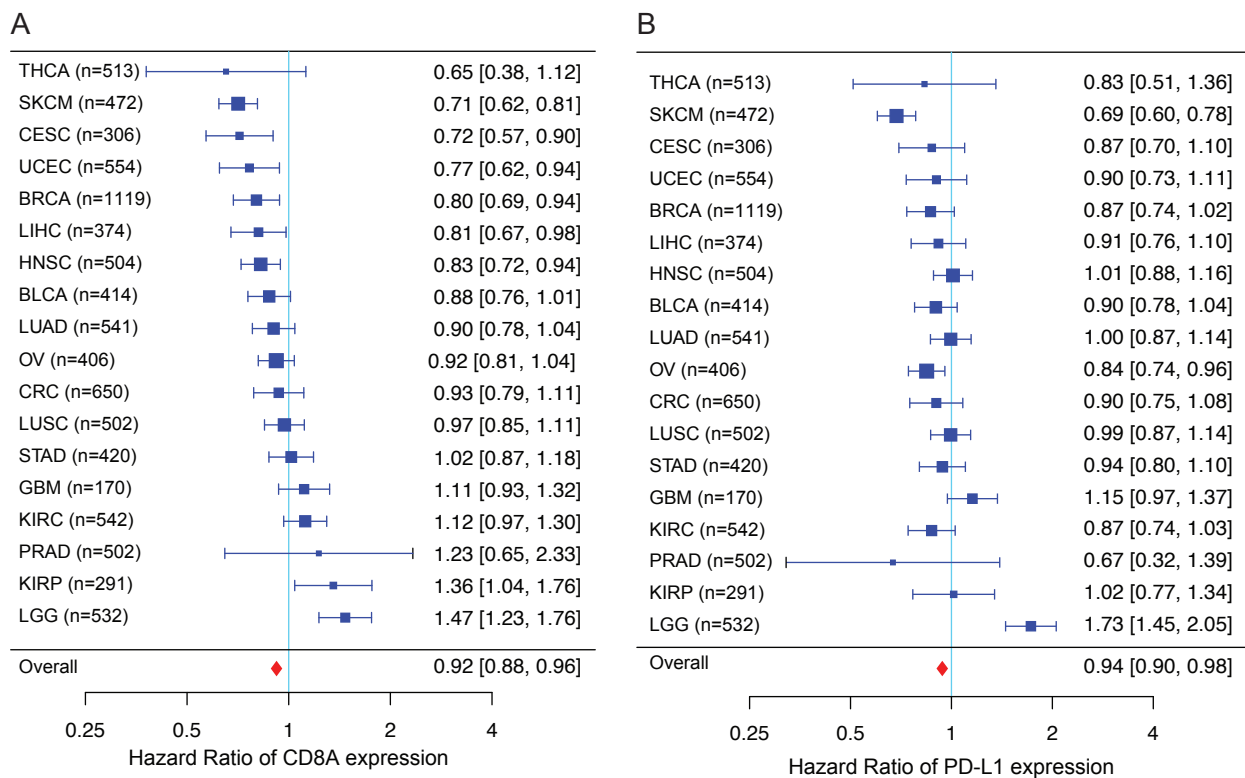 A
THCA (n=513) 0.65 [0.38, 1.12]
SKCM (n=472) 0.71 [0.62, 0.81]
CESC (n=306) 0.72 [0.57, 0.90]
UCEC (n=554) 0.77 [0.62, 0.94]
BRCA (n=1119) 0.80 [0.69, 0.94]
LIHC (n=374) 0.81 [0.67, 0.98]
HNSC (n=504) 0.83 [0.72, 0.94]
BLCA (n=414) 0.88 [0.76, 1.01]
LUAD (n=541) 0.90 [0.78, 1.04]
OV (n=406) 0.92 [0.81, 1.04]
CRC (n=650) 0.93 [0.79, 1.11]
LUSC (n=502) 0.97 [0.85, 1.11]
STAD (n=420) 1.02 [0.87, 1.18]
GBM (n=170) 1.11 [0.93, 1.32]
KIRC (n=542) 1.12 [0.97, 1.30]
PRAD (n=502) 1.23 [0.65, 2.33]
KIRP (n=291) 1.36 [1.04, 1.76]
LGG (n=532) 1.47 [1.23, 1.76]
Overall 0.92 [0.88, 0.96]
0.25 0.5 1 2 4
Hazard Ratio of CD8A expression
B
THCA (n=513) 0.83 [0.51, 1.36]
SKCM (n=472) 0.69 [0.60, 0.78]
CESC (n=306) 0.87 [0.70, 1.10]
UCEC (n=554) 0.90 [0.73, 1.11]
BRCA (n=1119) 0.87 [0.74, 1.02]
LIHC (n=374) 0.91 [0.76, 1.10]
HNSC (n=504) 1.01 [0.88, 1.16]
BLCA (n=414) 0.90 [0.78, 1.04]
LUAD (n=541) 1.00 [0.87, 1.14]
OV (n=406) 0.84 [0.74, 0.96]
CRC (n=650) 0.90 [0.75, 1.08]
LUSC (n=502) 0.99 [0.87, 1.14]
STAD (n=420) 0.94 [0.80, 1.10]
GBM (n=170) 1.15 [0.97, 1.37]
KIRC (n=542) 0.87 [0.74, 1.03]
PRAD (n=502) 0.67 [0.32, 1.39]
KIRP (n=291) 1.02 [0.77, 1.34]
LGG (n=532) 1.73 [1.45, 2.05]
Overall 0.94 [0.90, 0.98]
0.25 0.5 1 2 4
Hazard Ratio of PD-L1 expression